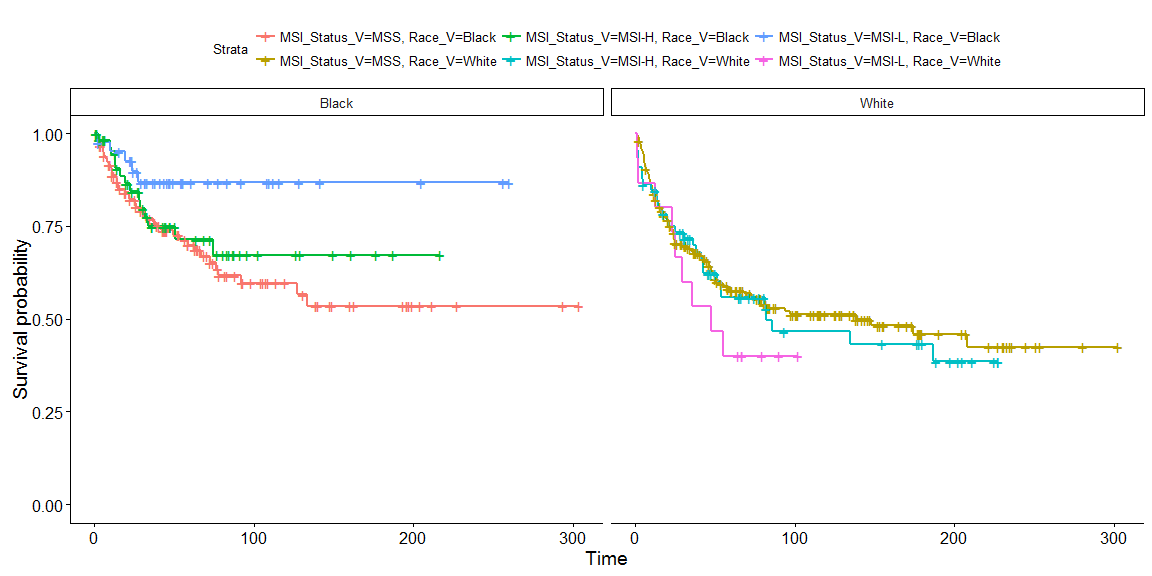 Strata
MSI_Status_V=MSS, Race_V=Black MSI_Status_V=MSI-H, Race_V=Black MSI_Status_V=MSI-L, Race_V=Black
MSI_Status_V=MSS, Race_V=White MSI_Status_V=MSI-H, Race_V=White MSI_Status_V=MSI-L, Race_V=White
Black White
Survival probability
1.00
0.75
0.50
0.25
0.00
0 100 200 300 0 100 200 300
Time